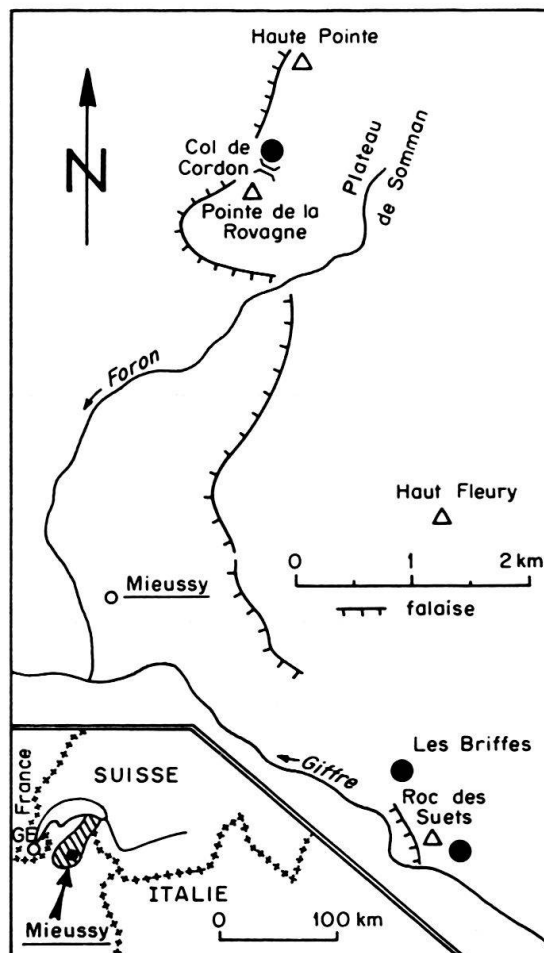 Haute Pointe
N
Col de
Cordon
Plateau
de Somman
Pointe de la
Rovagne
Foron
Haut Fleury
0 1 2 km
falaise
Mieussy
Giffre
Les Briffes
Roc des
Suets
France
SUISSE
GE
ITALIE
Mieussy
0 100 km